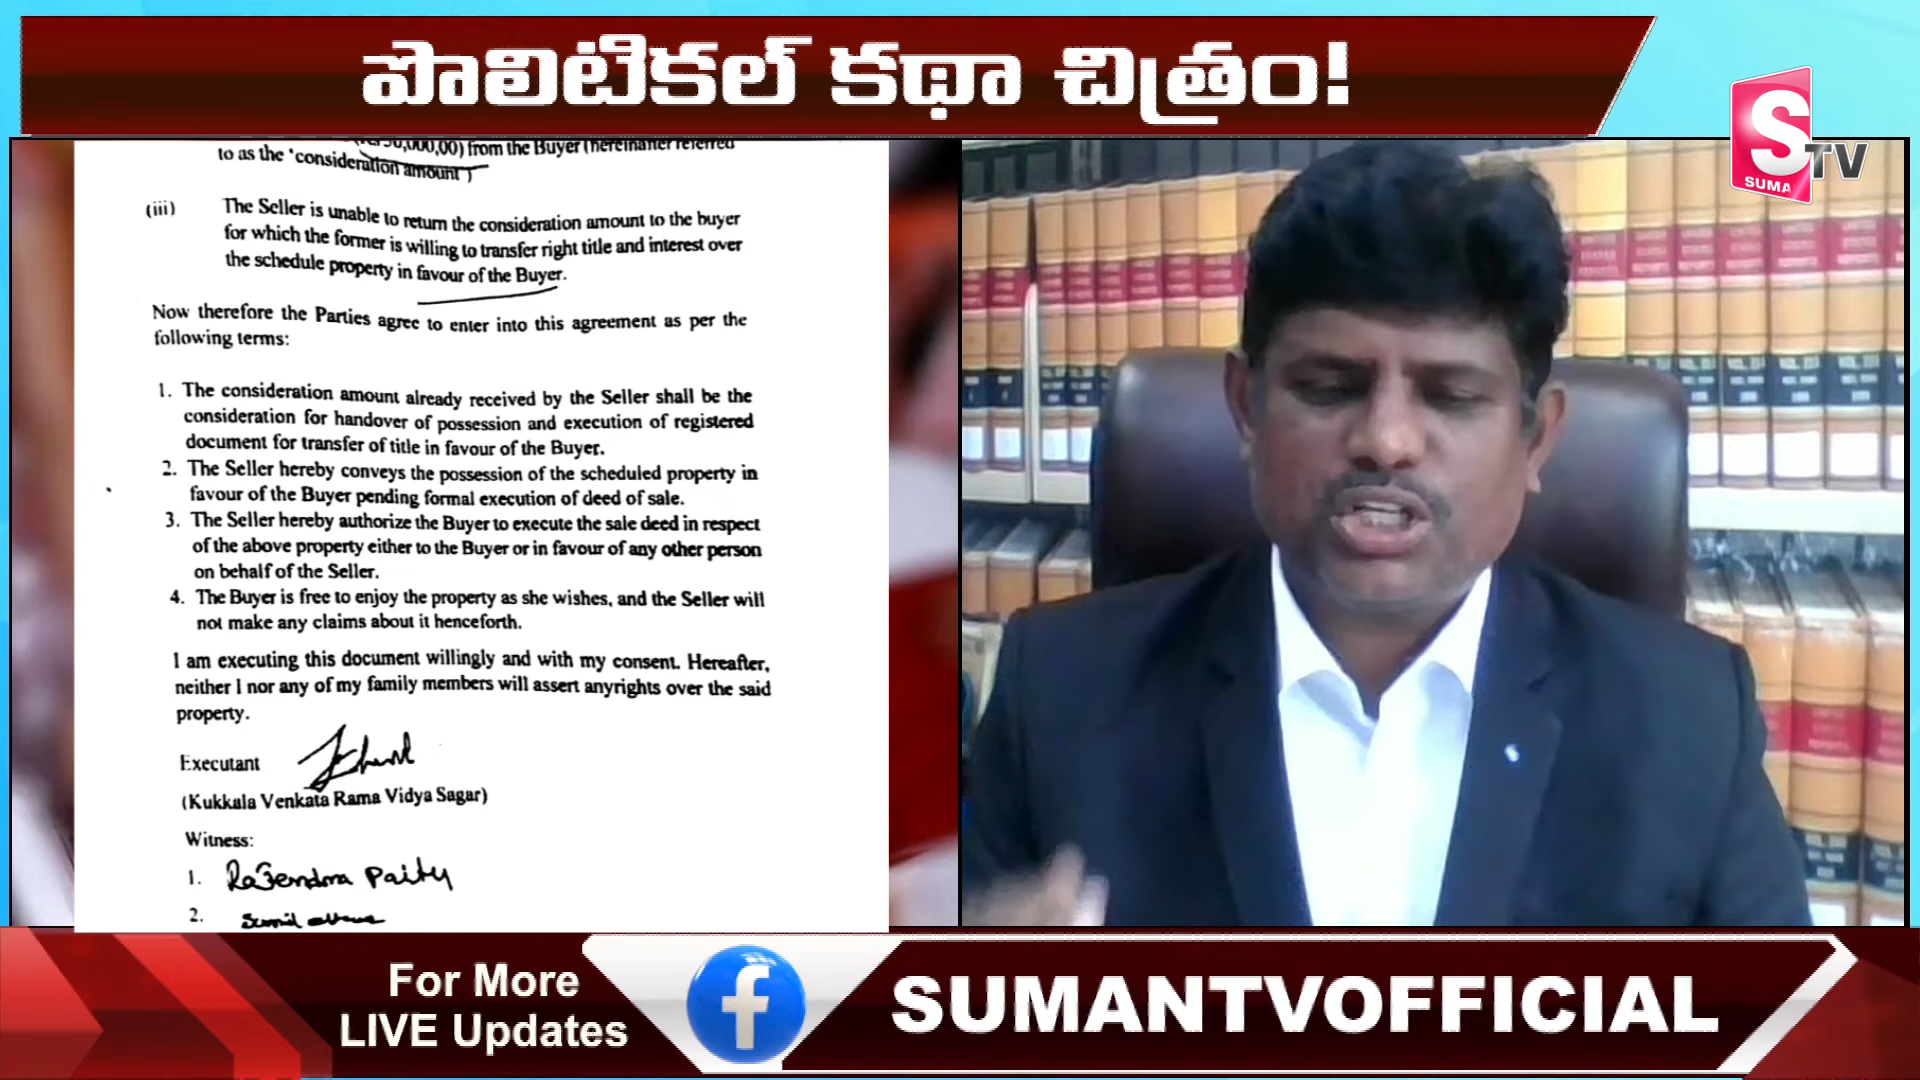 పొలిటికల్ కథా చిత్రం!
S
SUMA
TV
50,000,00) from the Buyer (hereinafter referred
to as the "consideration amount")
(iii) The Seller is unable to return the consideration amount to the buyer
for which the former is willing to transfer right title and interest over
the schedule property in favour of the Buyer.
Now therefore the Parties agree to enter into this agreement as per the
following terms:
1. The consideration amount already received by the Seller shall be the
consideration for handover of possession and execution of registered
document for transfer of title in favour of the Buyer.
2. The Seller hereby conveys the possession of the scheduled property in
favour of the Buyer pending formal execution of deed of sale.
3. The Seller hereby authorize the Buyer to execute the sale deed in respect
of the above property either to the Buyer or in favour of any other person
on behalf of the Seller.
4. The Buyer is free to enjoy the property as she wishes, and the Seller will
not make any claims about it henceforth.
I am executing this document willingly and with my consent. Hereafter,
neither I nor any of my family members will assert anyrights over the said
property.
Executant
(Kukkala Venkata Rama Vidya Sagar)
Witness:
1. Rajendra Paity
2.
For More
LIVE Updates
f
SUMANTVOFFICIAL